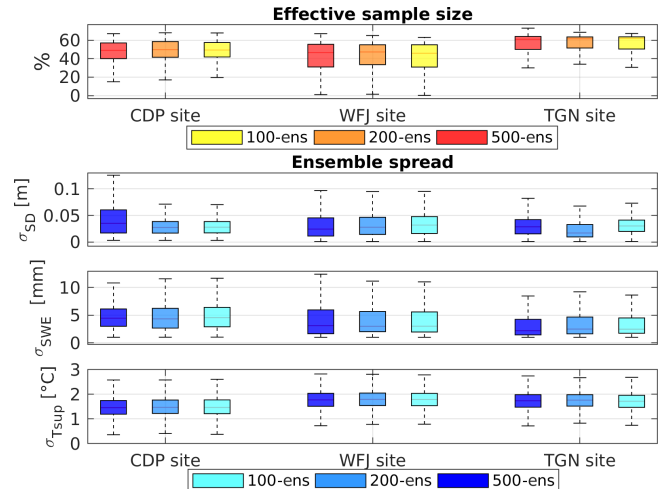 Effective sample size
%
60
40
20
0
CDP site WFJ site TGN site
100-ens 200-ens 500-ens
Ensemble spread
σSD [m]
0.1
0.05
0
σSWE [mm]
10
5
0
σTsup [°C]
3
2
1
0
CDP site WFJ site TGN site
100-ens 200-ens 500-ens